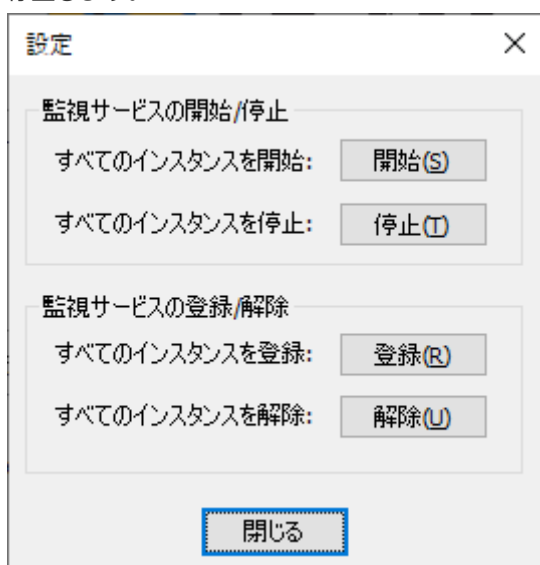 設定
監視サービスの開始/停止
すべてのインスタンスを開始: 開始(S)
すべてのインスタンスを停止: 停止(T)
監視サービスの登録/解除
すべてのインスタンスを登録: 登録(R)
すべてのインスタンスを解除: 解除(U)
閉じる